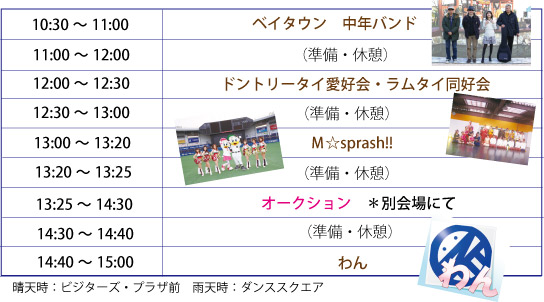 10:30 ～ 11:00 ベイタウン　中年バンド
11:00 ～ 12:00 （準備・休憩）
12:00 ～ 12:30 ドントリータイ愛好会・ラムタイ同好会
12:30 ～ 13:00 （準備・休憩）
13:00 ～ 13:20 M☆sprash!!
13:20 ～ 13:25 （準備・休憩）
13:25 ～ 14:30 オークション　＊別会場にて
14:30 ～ 14:40 （準備・休憩）
14:40 ～ 15:00 わん
わん
晴天時：ビジターズ・プラザ前　雨天時：ダンススクエア